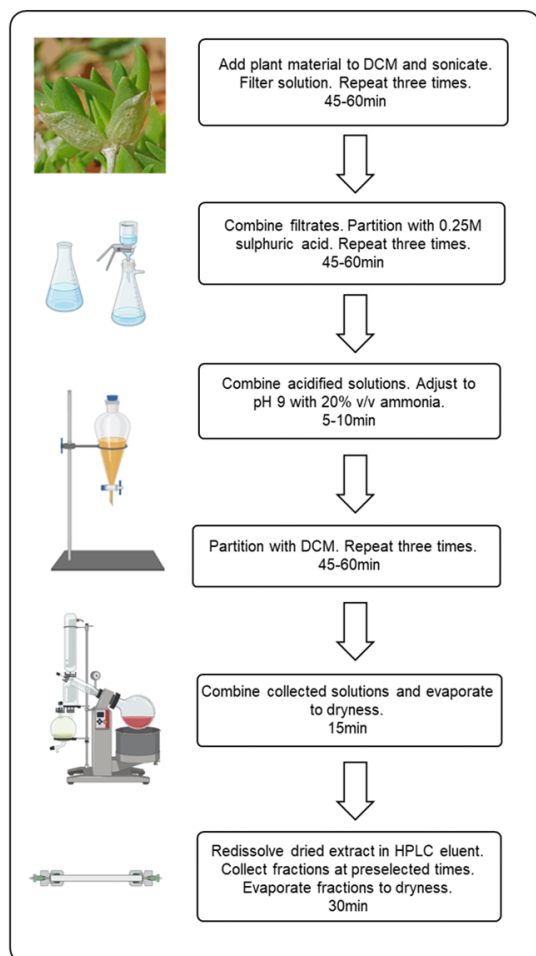 Add plant material to DCM and sonicate.
Filter solution. Repeat three times.
45-60min
Combine filtrates. Partition with 0.25M
sulphuric acid. Repeat three times.
45-60min
Combine acidified solutions. Adjust to
pH 9 with 20% v/v ammonia.
5-10min
Partition with DCM. Repeat three times.
45-60min
Combine collected solutions and evaporate
to dryness.
15min
Redissolve dried extract in HPLC eluent.
Collect fractions at preselected times.
Evaporate fractions to dryness.
30min